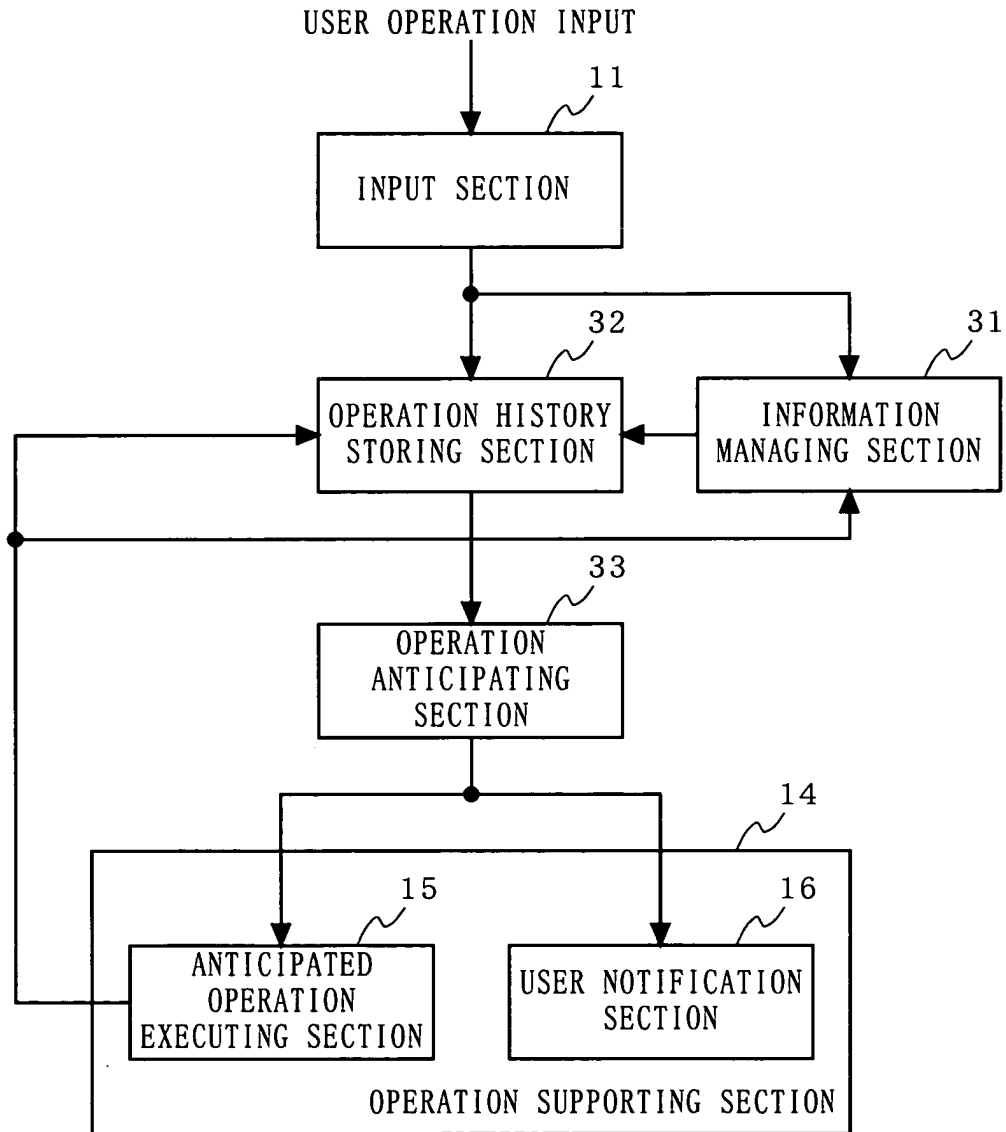 USER OPERATION INPUT
11
INPUT SECTION
32
31
OPERATION HISTORY
STORING SECTION
INFORMATION
MANAGING SECTION
33
OPERATION
ANTICIPATING
SECTION
14
15
16
ANTICIPATED
OPERATION
EXECUTING SECTION
USER NOTIFICATION
SECTION
OPERATION SUPPORTING SECTION